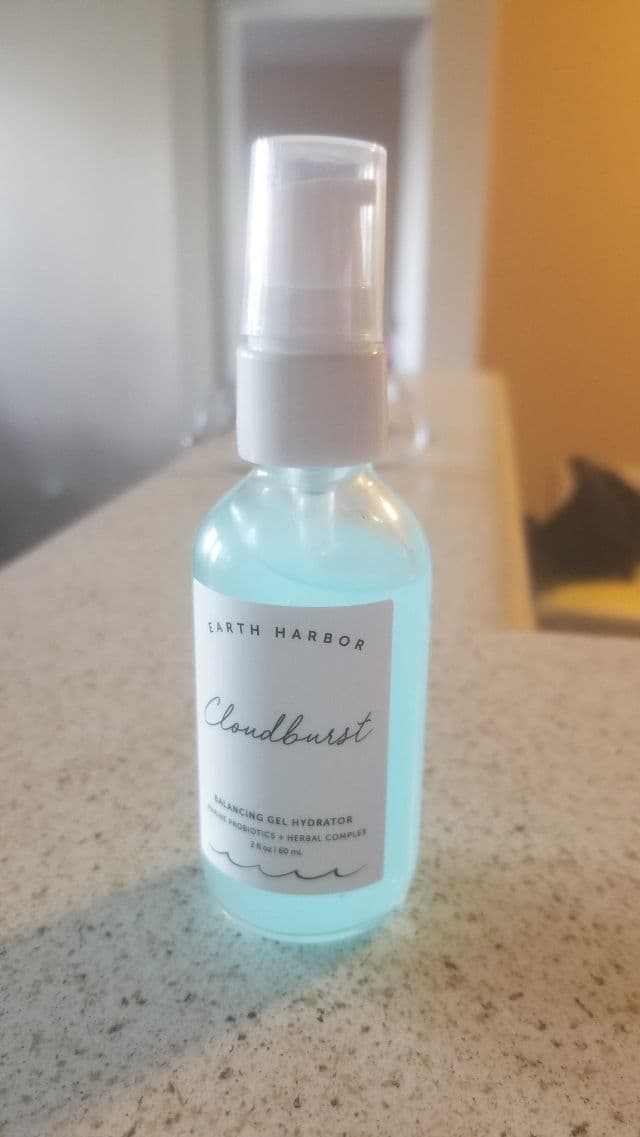 EARTH HARBOR
Cloudburst
BALANCING GEL HYDRATOR
MARINE PROBIOTICS + HERBAL COMPLEX
2 fl oz | 60 mL